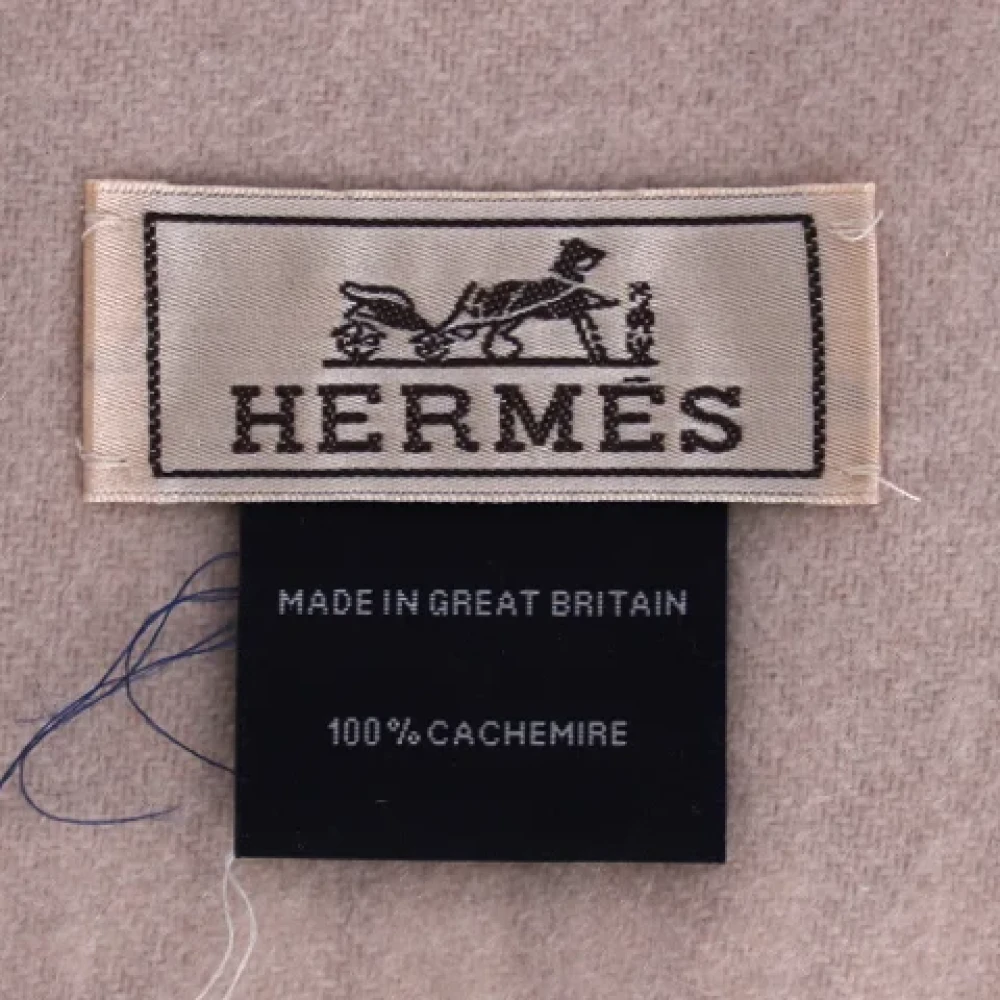 HERMÈS
MADE IN GREAT BRITAIN
100% CACHEMIRE